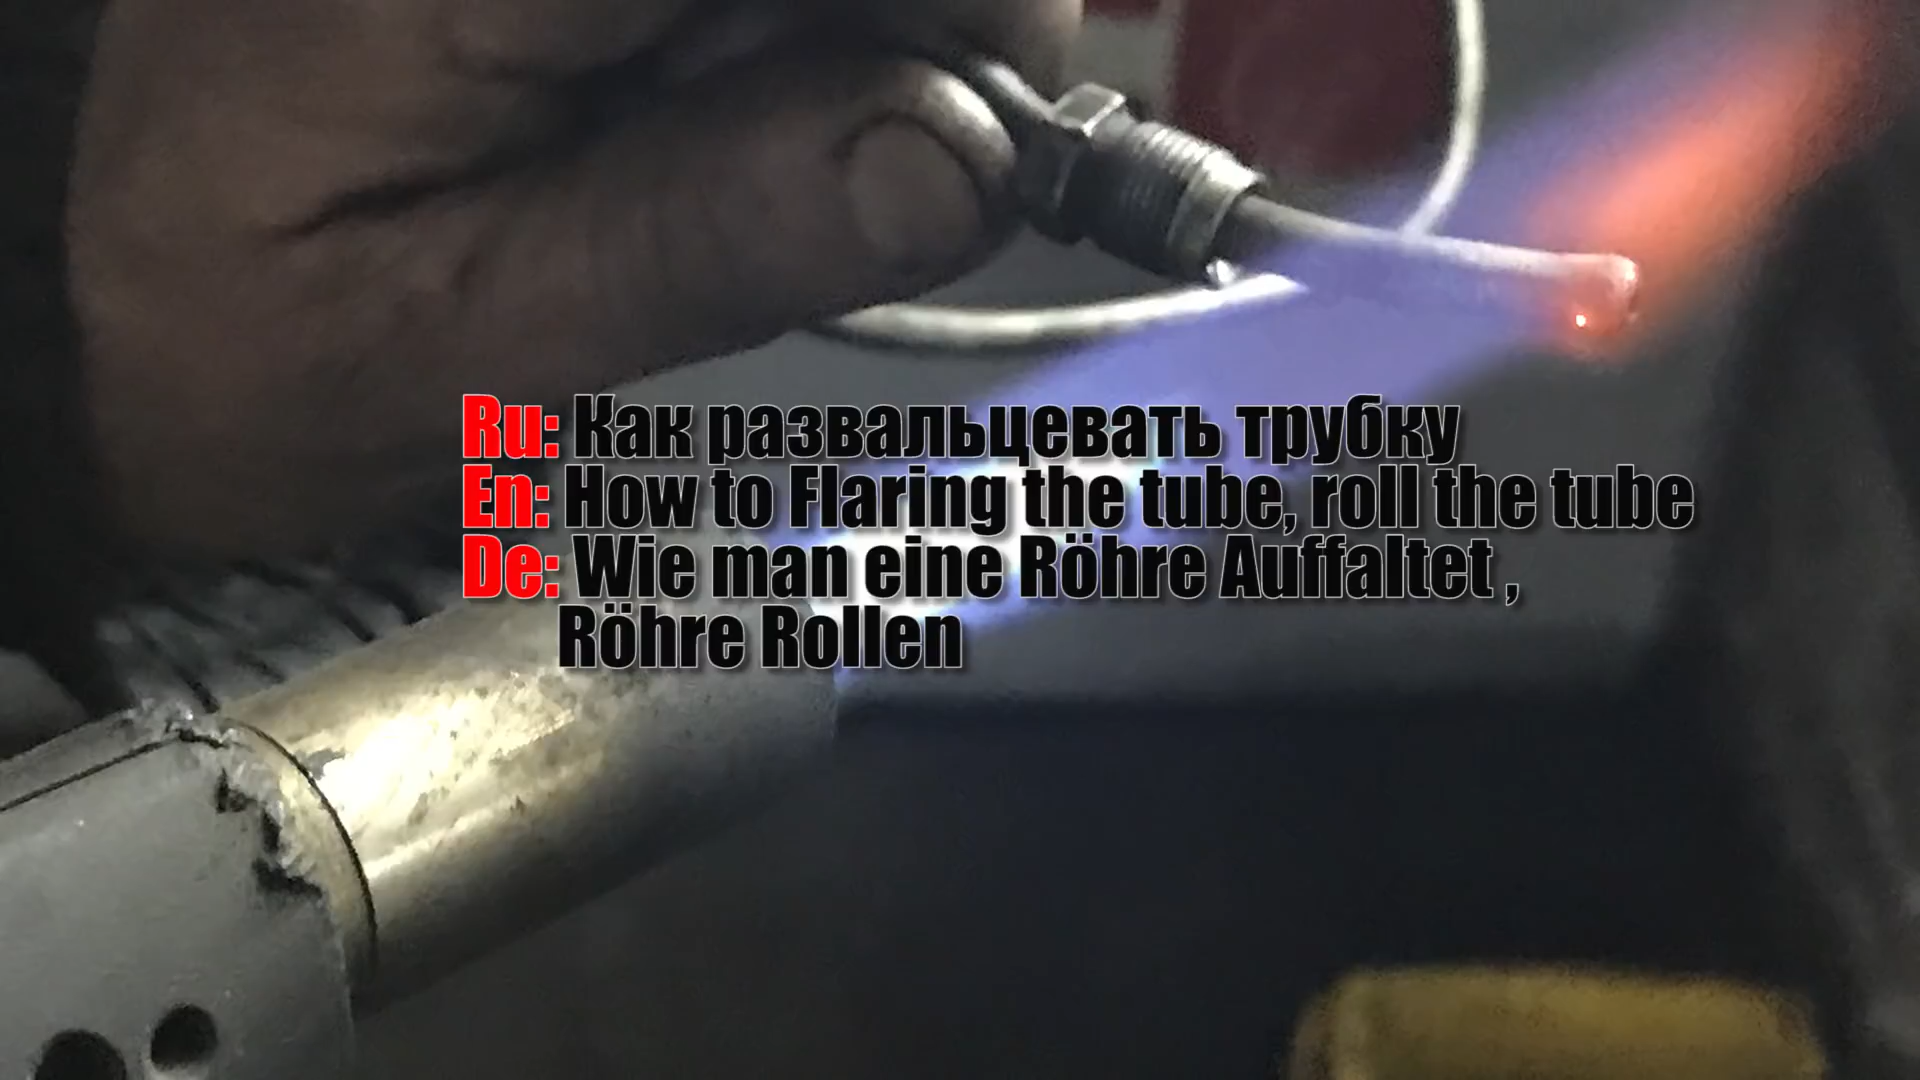 Ru: Как развальцевать трубку
En: How to Flaring the tube, roll the tube
De: Wie man eine Röhre Auffaltet ,
Röhre Rollen